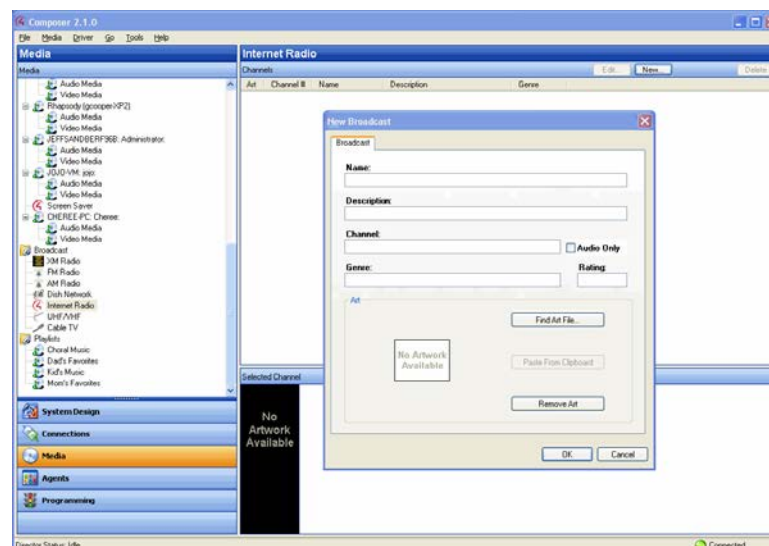 Composer 2.1.0
File Media Driver Go Tools Help
Media
Media
Audio Media
Video Media
Rhapsody (gcooper-XP2)
Audio Media
Video Media
JEFFSANDBERF96B: Administrator:
Audio Media
Video Media
JOJO-VM: jojo:
Audio Media
Video Media
Screen Saver
CHEREE-PC: Cheree:
Audio Media
Video Media
Broadcast
XM Radio
FM Radio
AM Radio
Dish Network
Internet Radio
UHF/VHF
Cable TV
Playlists
Choral Music
Dad's Favorites
Kid's Music
Mom's Favorites
System Design
Connections
Media
Agents
Programming
Director Status: Idle
Internet Radio
Channels
Edit... New... Delete
Art Channel # Name Description Genre
New Broadcast
Broadcast
Name:
Description:
Channel:
Audio Only
Genre: Rating:
Art
No Artwork Available
Find Art File...
Paste From Clipboard
Remove Art
OK Cancel
Selected Channel
No
Artwork
Available
Connected